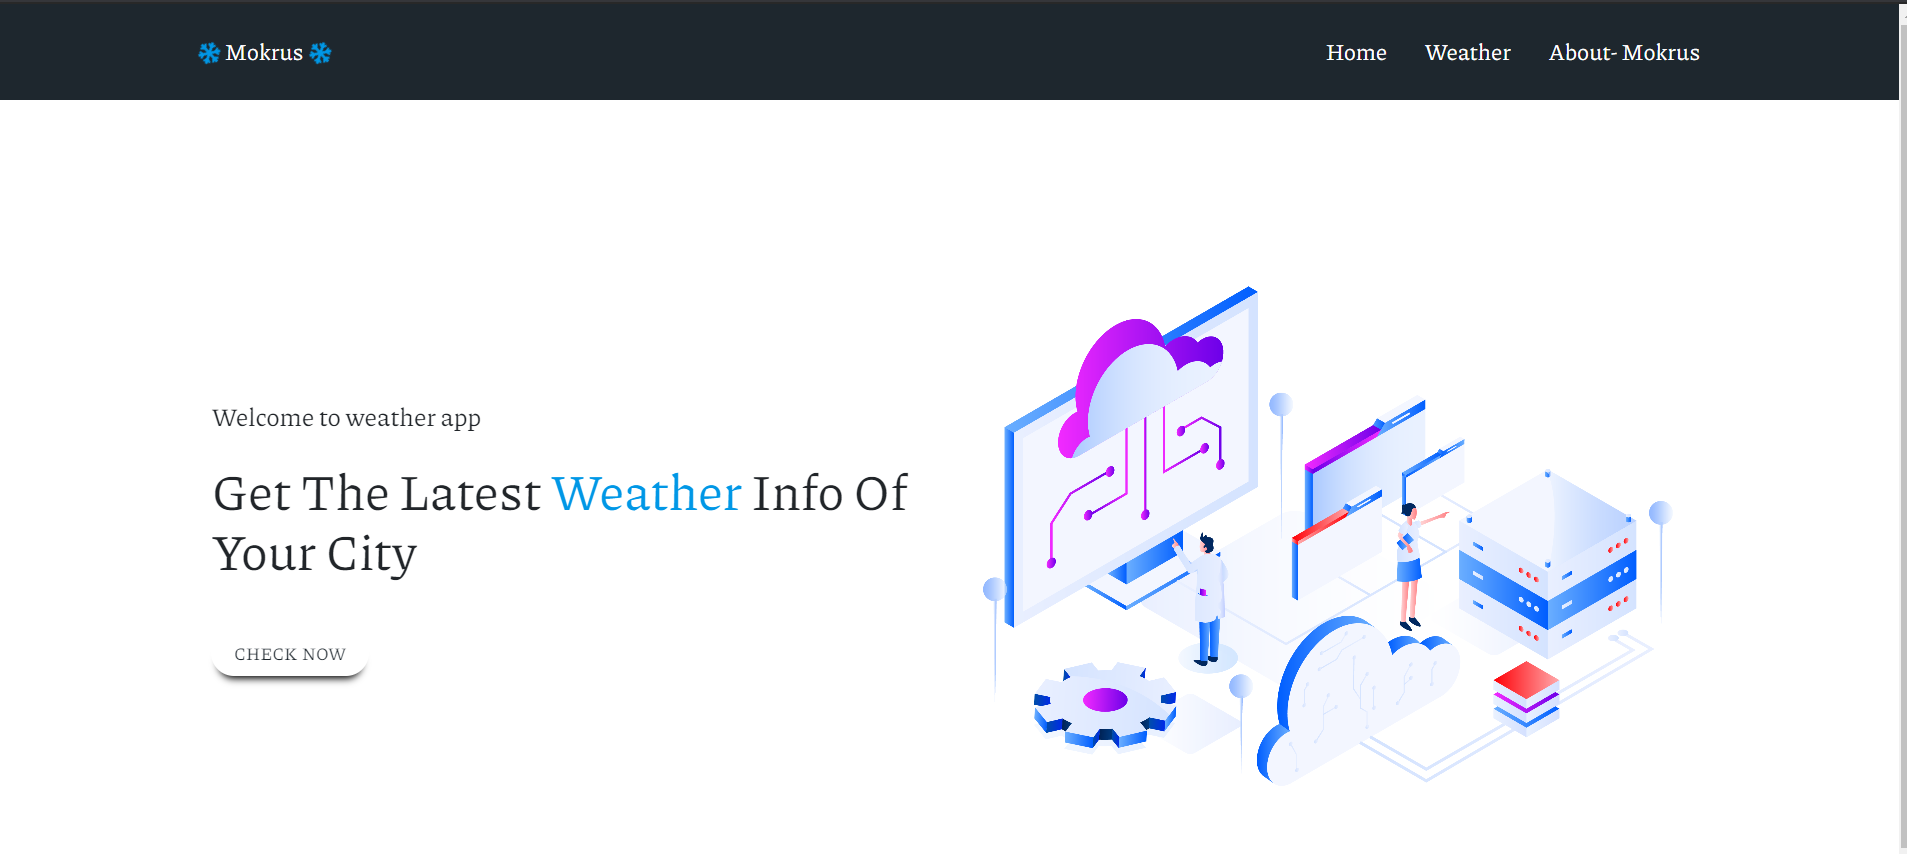 Mokrus
Home Weather About- Mokrus
Welcome to weather app
Get The Latest Weather Info Of
Your City
CHECK NOW